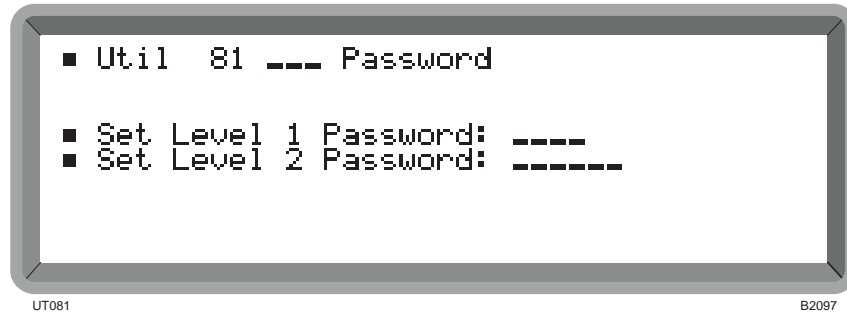 ▪ Util 81 ___ Password
▪ Set Level 1 Password: ____
▪ Set Level 2 Password: ______
UT081 B2097